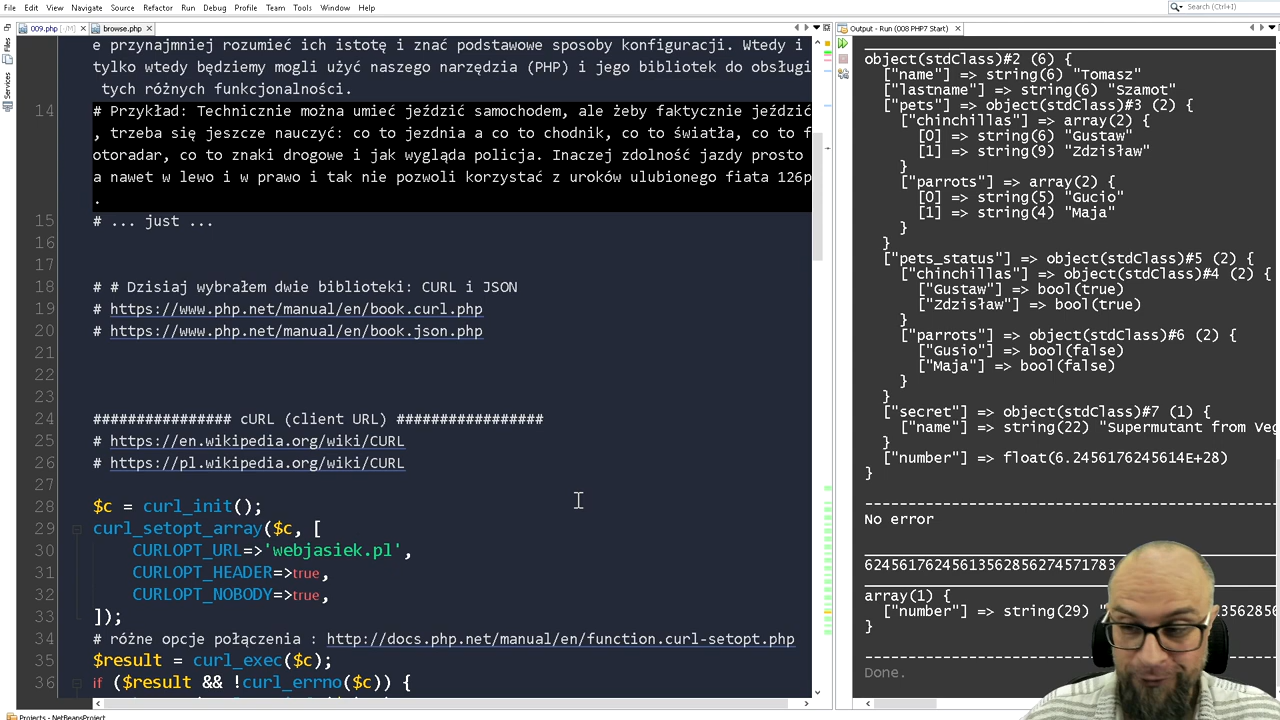 File Edit View Navigate Source Refactor Run Debug Profile Team Tools Window Help
Search (Ctrl+I)
009.php [-/M]
browse.php
Output - Run (008 PHP7 Start)
Files
Services
e przynajmniej rozumieć ich istotę i znać podstawowe sposoby konfiguracji. Wtedy i
tylko wtedy będziemy mogli użyć naszego narzędzia (PHP) i jego bibliotek do obsługi
tych różnych funkcjonalności.
14 # Przykład: Technicznie można umieć jeździć samochodem, ale żeby faktycznie jeździć
, trzeba się jeszcze nauczyć: co to jezdnia a co to chodnik, co to światła, co to f
otoradar, co to znaki drogowe i jak wygląda policja. Inaczej zdolność jazdy prosto
a nawet w lewo i w prawo i tak nie pozwoli korzystać z uroków ulubionego fiata 126p
.
15 # ... just ...
16
17
18 # # Dzisiaj wybrałem dwie biblioteki: CURL i JSON
19 # https://www.php.net/manual/en/book.curl.php
20 # https://www.php.net/manual/en/book.json.php
21
22
23
24 ################ cURL (client URL) #################
25 # https://en.wikipedia.org/wiki/CURL
26 # https://pl.wikipedia.org/wiki/CURL
27
28 $c = curl_init();
29 curl_setopt_array($c, [
30 CURLOPT_URL=>'webjasiek.pl',
31 CURLOPT_HEADER=>true,
32 CURLOPT_NOBODY=>true,
33 ]);
34 # różne opcje połączenia : http://docs.php.net/manual/en/function.curl-setopt.php
35 $result = curl_exec($c);
36 if ($result && !curl_errno($c)) {
object(stdClass)#2 (6) {
["name"] => string(6) "Tomasz"
["lastname"] => string(6) "Szamot"
["pets"] => object(stdClass)#3 (2) {
["chinchillas"] => array(2) {
[0] => string(6) "Gustaw"
[1] => string(9) "Zdzisław"
}
["parrots"] => array(2) {
[0] => string(5) "Gucio"
[1] => string(4) "Maja"
}
}
["pets_status"] => object(stdClass)#5 (2) {
["chinchillas"] => object(stdClass)#4 (2) {
["Gustaw"] => bool(true)
["Zdzisław"] => bool(true)
}
["parrots"] => object(stdClass)#6 (2) {
["Gusio"] => bool(false)
["Maja"] => bool(false)
}
}
["secret"] => object(stdClass)#7 (1) {
["name"] => string(22) "Supermutant from Veg
}
["number"] => float(6.2456176245614E+28)
}
No error
62456176245613562856274571783
array(1) {
["number"] => string(29) "
}
Done.
Projects - NetBeansProject